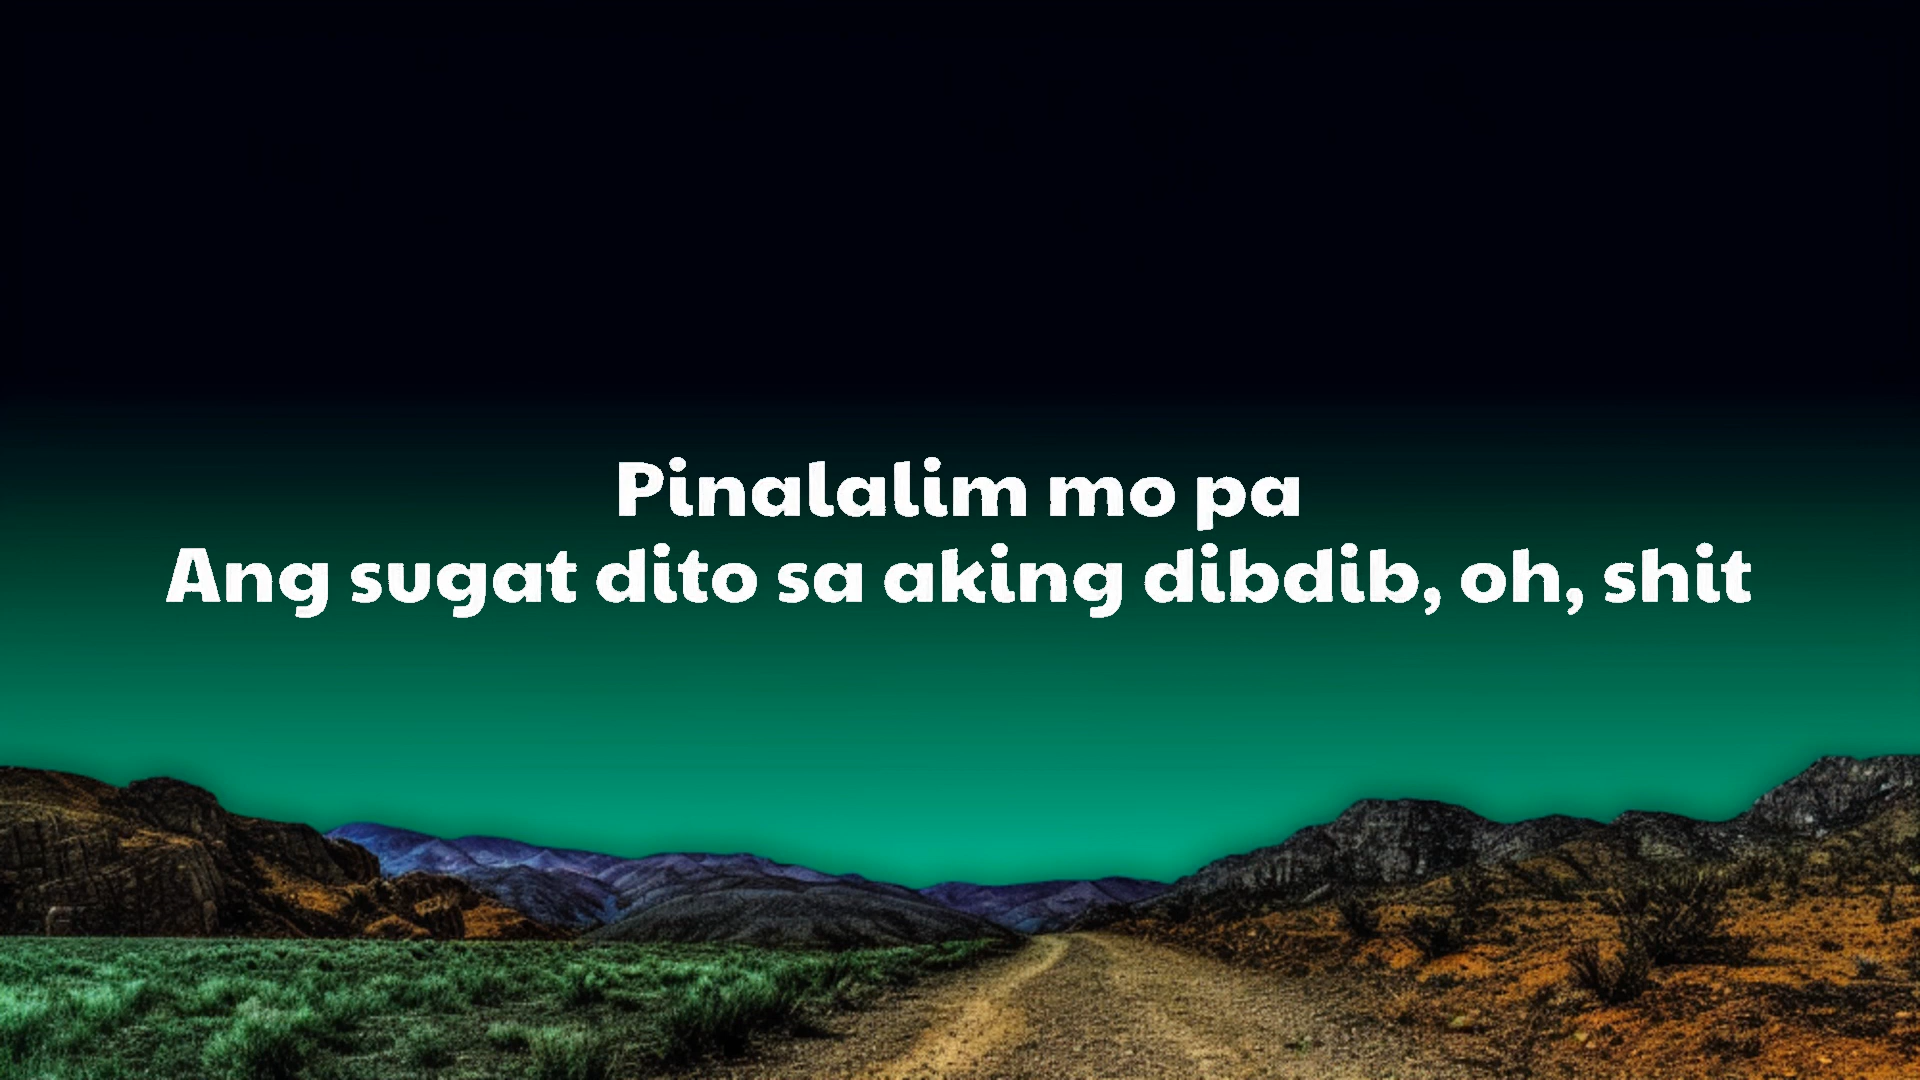 Pinalalim mo pa
Ang sugat dito sa aking dibdib, oh, shit